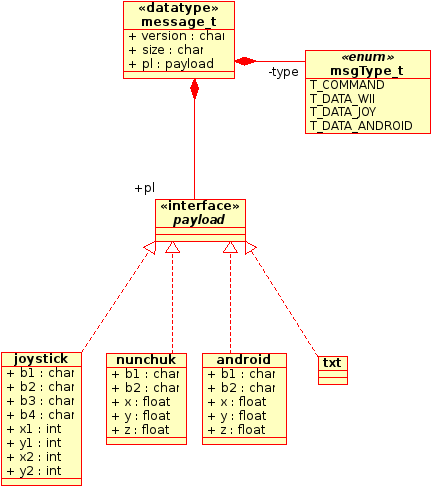 «datatype»
message_t
+ version : char
+ size : char
+ pl : payload
-type
«enum»
msgType_t
T_COMMAND
T_DATA_WII
T_DATA_JOY
T_DATA_ANDROID
+pl
«interface»
payload
joystick
+ b1 : char
+ b2 : char
+ b3 : char
+ b4 : char
+ x1 : int
+ y1 : int
+ x2 : int
+ y2 : int
nunchuk
+ b1 : char
+ b2 : char
+ x : float
+ y : float
+ z : float
android
+ b1 : char
+ b2 : char
+ x : float
+ y : float
+ z : float
txt